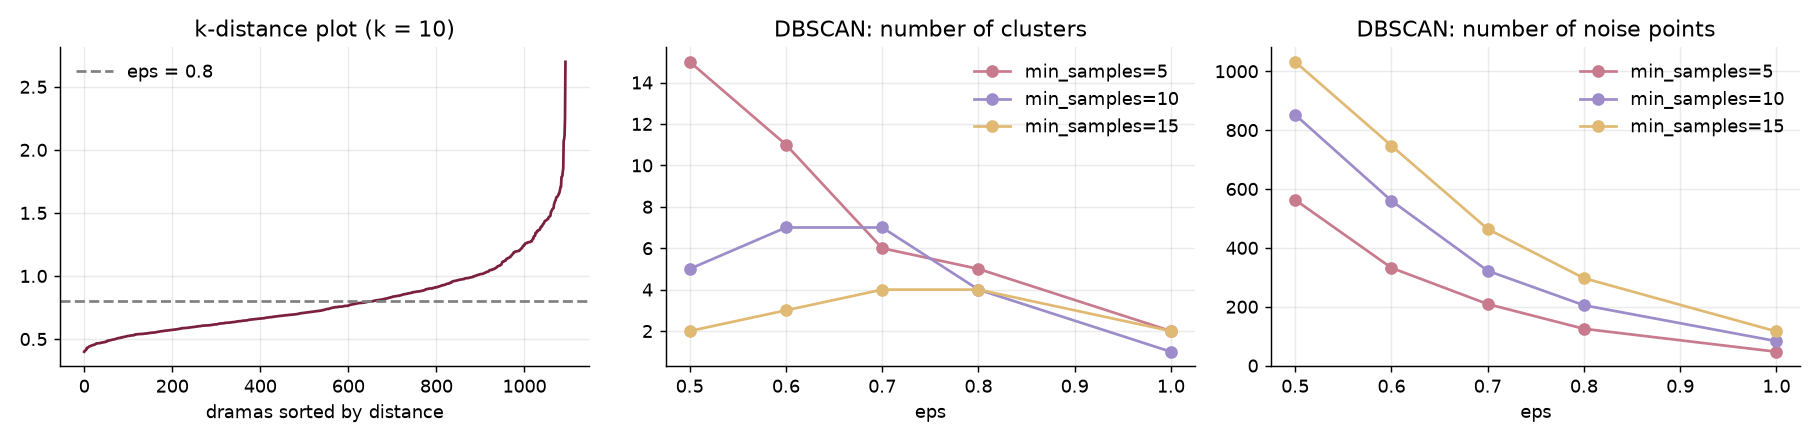 k-distance plot (k = 10)
eps = 0.8
2.5
2.0
1.5
1.0
0.5
0 200 400 600 800 1000
dramas sorted by distance
DBSCAN: number of clusters
min_samples=5
min_samples=10
min_samples=15
14
12
10
8
6
4
2
0.5 0.6 0.7 0.8 0.9 1.0
eps
DBSCAN: number of noise points
min_samples=5
min_samples=10
min_samples=15
1000
800
600
400
200
0
0.5 0.6 0.7 0.8 0.9 1.0
eps